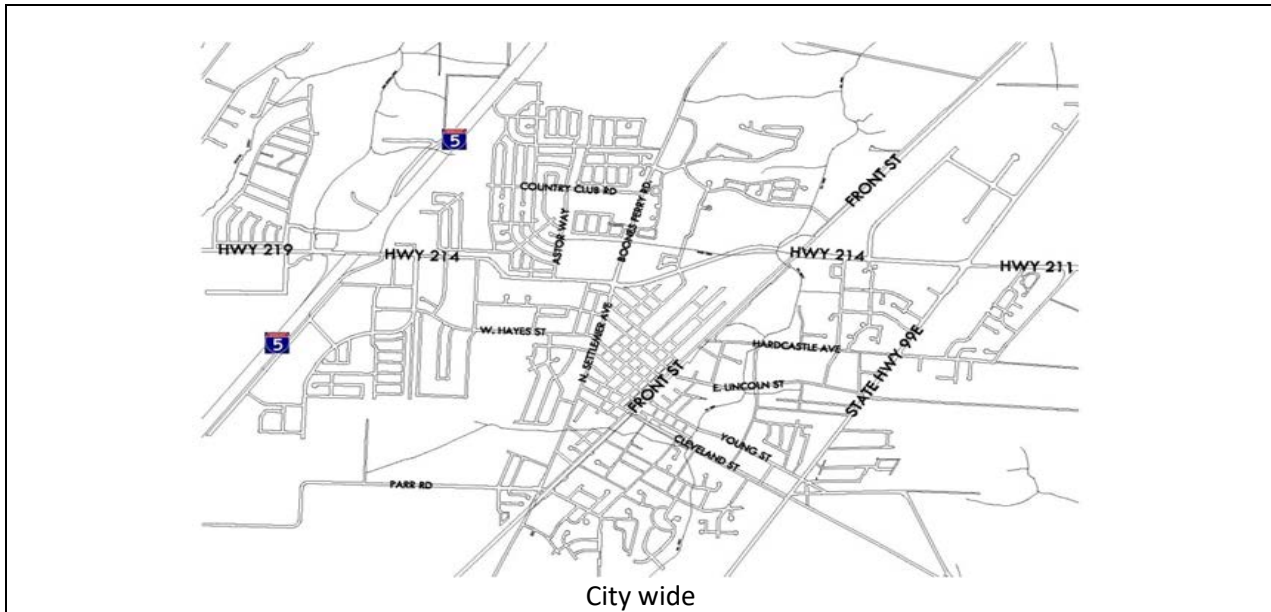 5
COUNTRY CLUB RD
FRONT ST
ASTOR WAY
BOONES FERRY RD.
HWY 219
HWY 214
HWY 214
HWY 211
5
W. HAYES ST
N. SETTLEMIER AVE
HARDCASTLE AVE
STATE HWY 99E
FRONT ST
E. LINCOLN ST
YOUNG ST
CLEVELAND ST
PARR RD
City wide